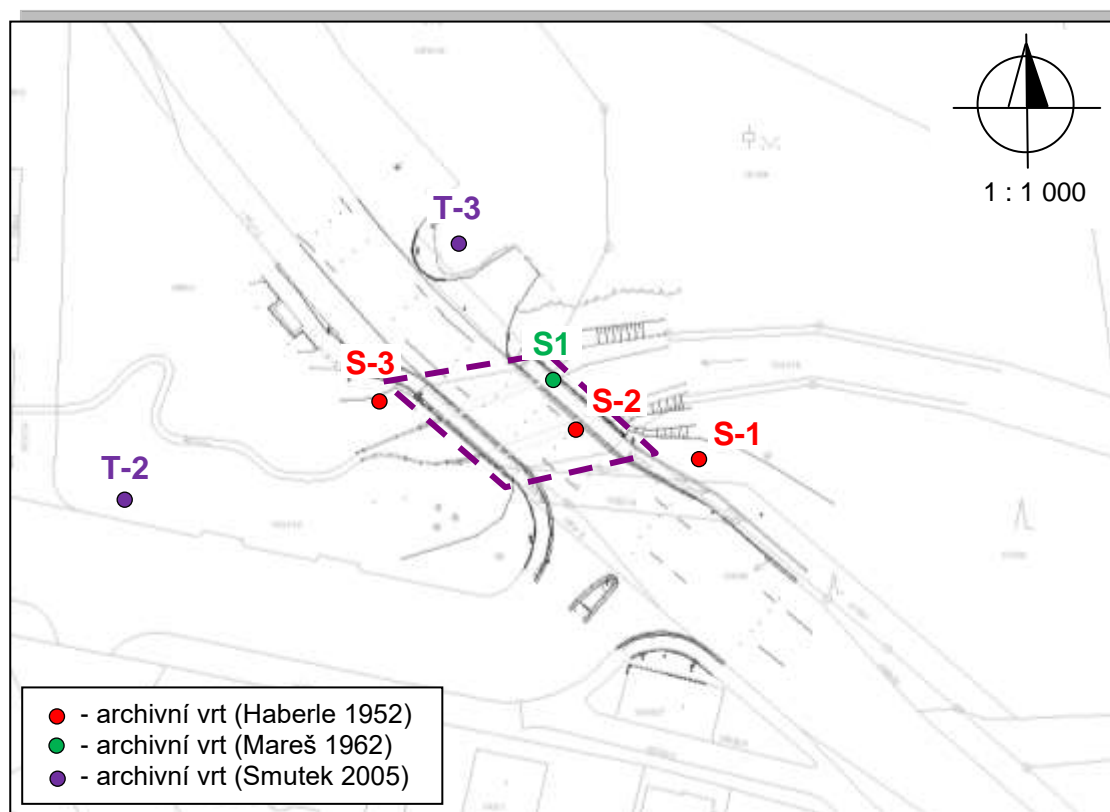 1 : 1 000
T-3
S1
S-3
S-2
S-1
T-2
- archivní vrt (Haberle 1952)
- archivní vrt (Mareš 1962)
- archivní vrt (Smutek 2005)